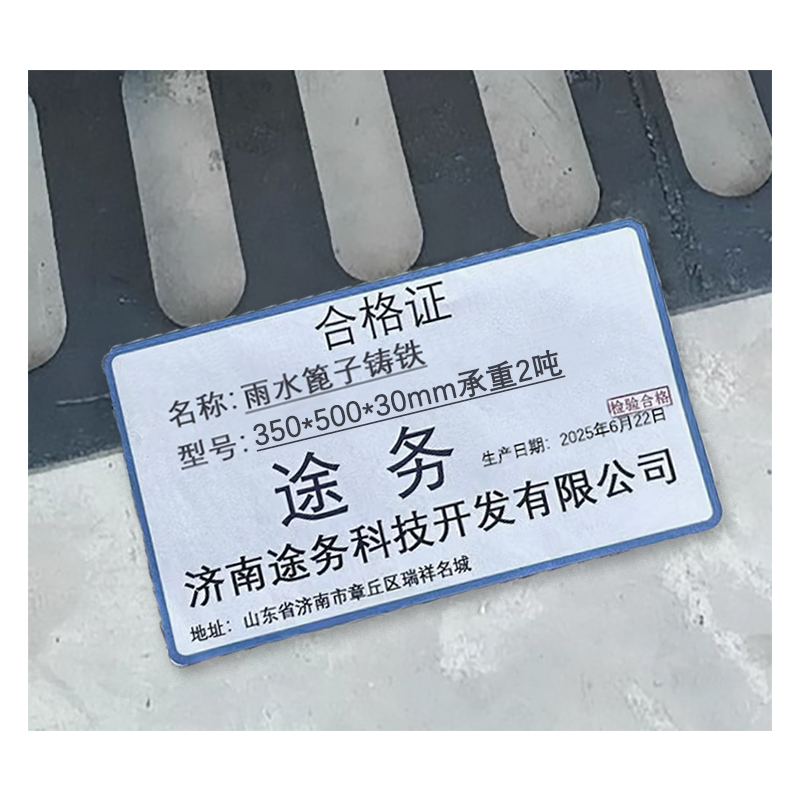 合格证
名称：雨水篦子铸铁
型号：350*500*30mm承重2吨
检验合格
途务 生产日期：2025年6月22日
济南途务科技开发有限公司
地址：山东省济南市章丘区瑞祥名城